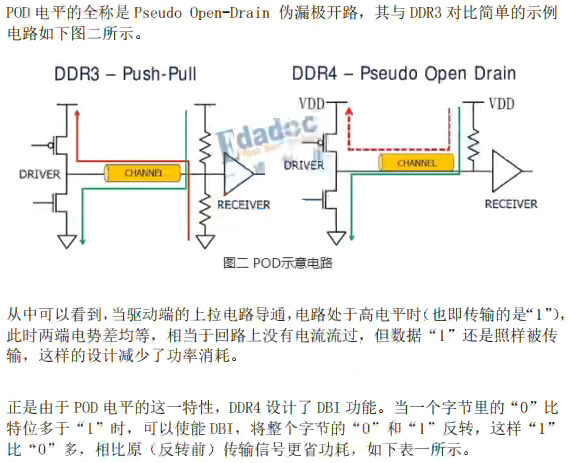 POD 电平的全称是 Pseudo Open-Drain 伪漏极开路，其与DDR3 对比简单的示例
电路如下图二所示。
DDR3 – Push-Pull
DDR4 – Pseudo Open Drain
VDD
VDD
Edadoc
DRIVER
CHANNEL
RECEIVER
DRIVER
CHANNEL
RECEIVER
图二 POD示意电路
从中可以看到，当驱动端的上拉电路导通，电路处于高电平时（也即传输的是“1”），
此时两端电势差均等，相当于回路上没有电流流过，但数据“1”还是照样被传
输，这样的设计减少了功率消耗。
正是由于 POD 电平的这一特性，DDR4 设计了 DBI 功能。当一个字节里的“0”比
特位多于“1”时，可以使能 DBI，将整个字节的“0”和“1”反转，这样“1”
比“0”多，相比原（反转前）传输信号更省功耗，如下表一所示。